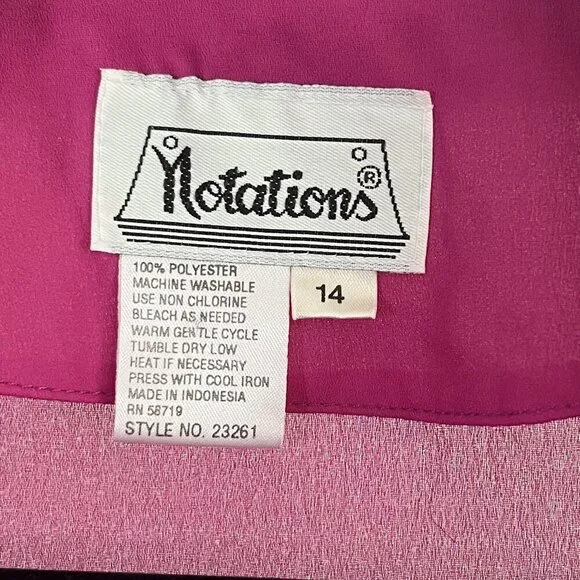 Notations®
100% POLYESTER
MACHINE WASHABLE
USE NON CHLORINE
BLEACH AS NEEDED
WARM GENTLE CYCLE
TUMBLE DRY LOW
HEAT IF NECESSARY
PRESS WITH COOL IRON
MADE IN INDONESIA
RN 58719
STYLE NO. 23261
14